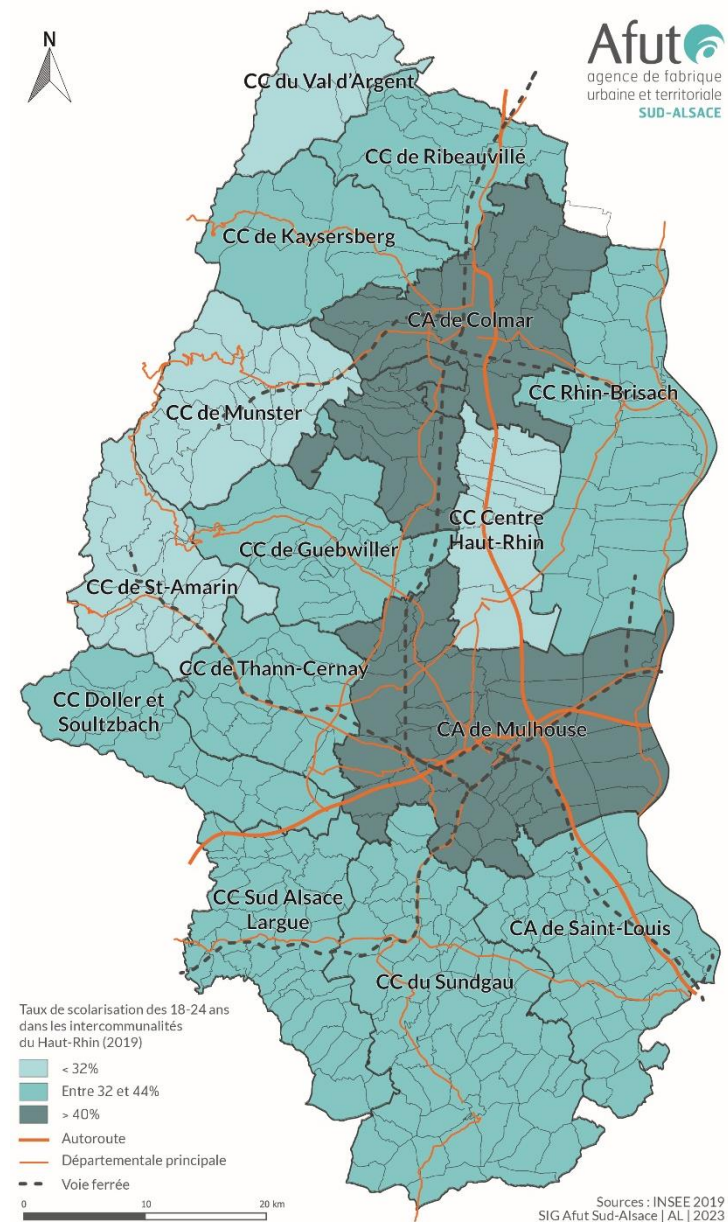 N
Afut
agence de fabrique
urbaine et territoriale
SUD-ALSACE
CC du Val d'Argent
CC de Ribeauvillé
CC de Kaysersberg
CA de Colmar
CC Rhin-Brisach
CC de Munster
CC Centre
Haut-Rhin
CC de Guebwiller
CC de St-Amarin
CC de Thann-Cernay
CC Doller et
Soultzbach
CA de Mulhouse
CC Sud Alsace
Largue
CA de Saint-Louis
CC du Sundgau
Taux de scolarisation des 18-24 ans
dans les intercommunalités
du Haut-Rhin (2019)
< 32%
Entre 32 et 44%
> 40%
Autoroute
Départementale principale
Voie ferrée
0 10 20 km
Sources : INSEE 2019
SIG Afut Sud-Alsace | AL | 2023